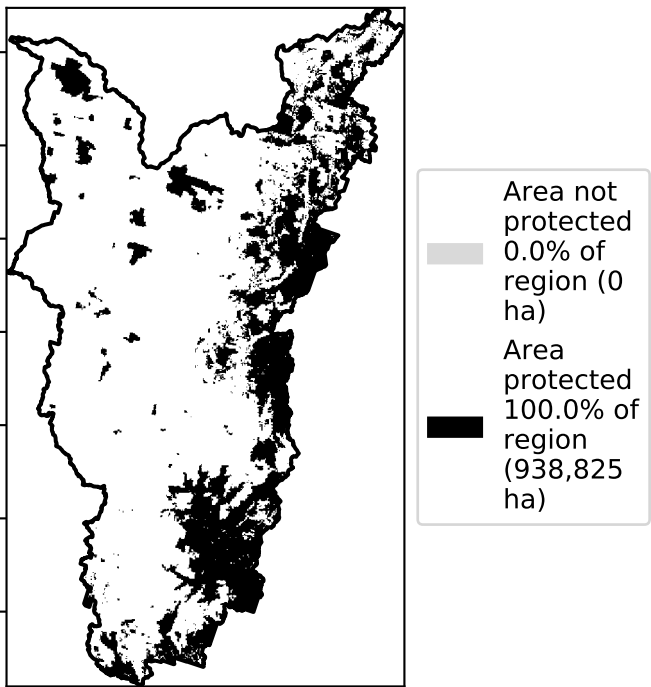 Area not
protected
0.0% of
region (0
ha)
Area
protected
100.0% of
region
(938,825
ha)